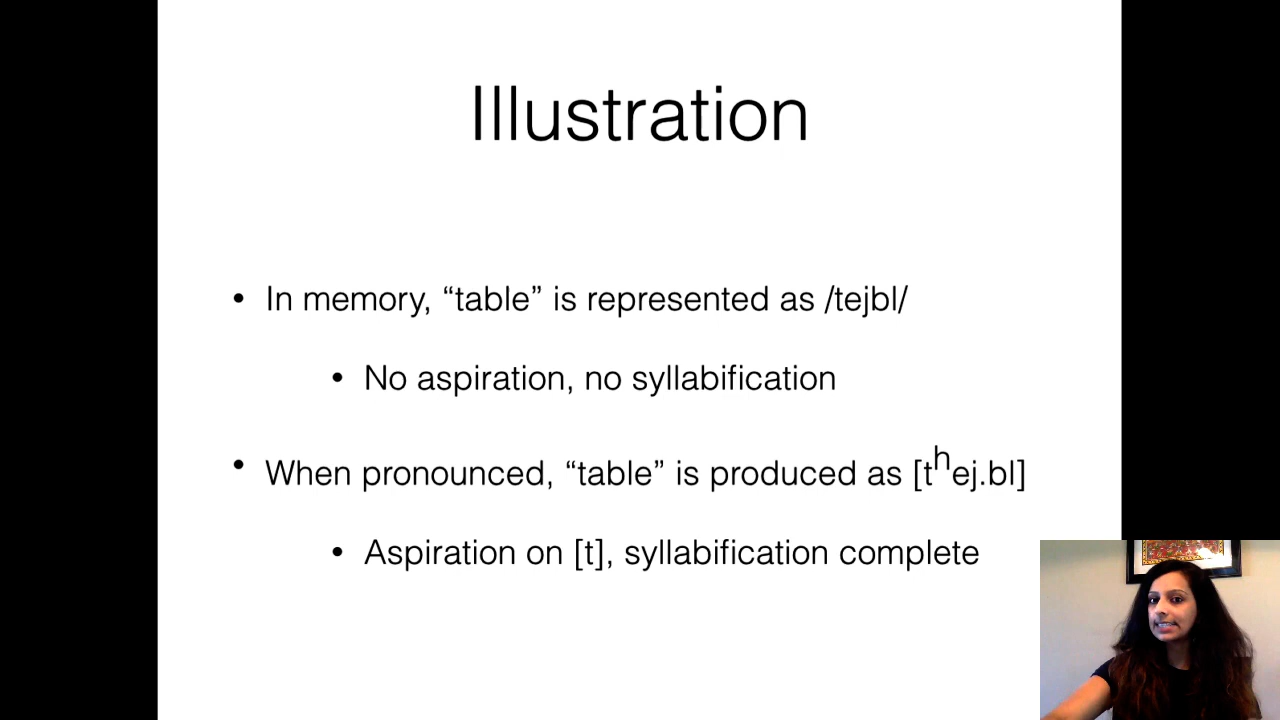 Illustration
• In memory, “table” is represented as /tejbl/
• No aspiration, no syllabification
• When pronounced, “table” is produced as [tʰej.bl]
• Aspiration on [t], syllabification complete